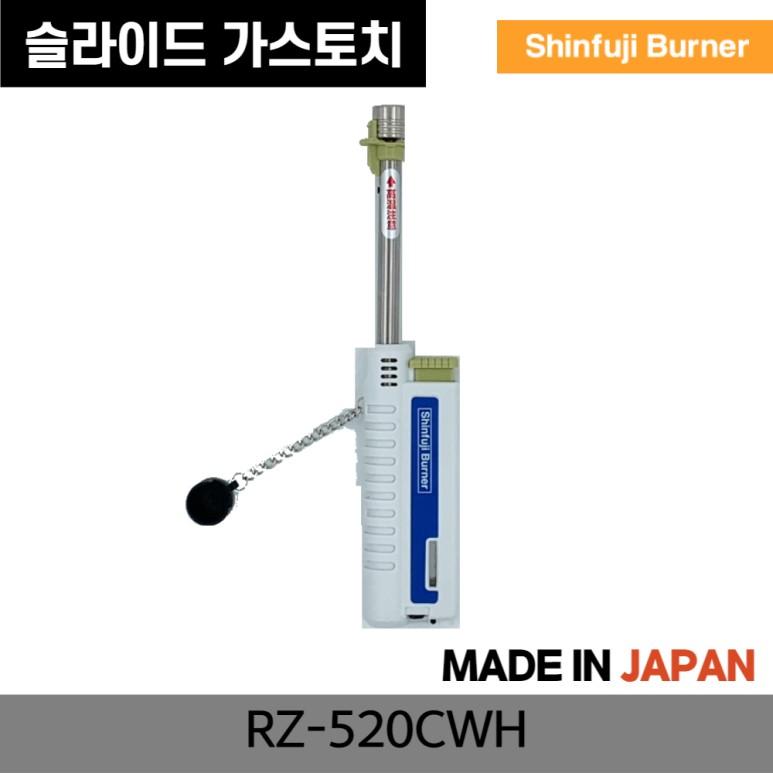 슬라이드 가스토치
Shinfuji Burner
Shinfuji Burner
MADE IN JAPAN
RZ-520CWH